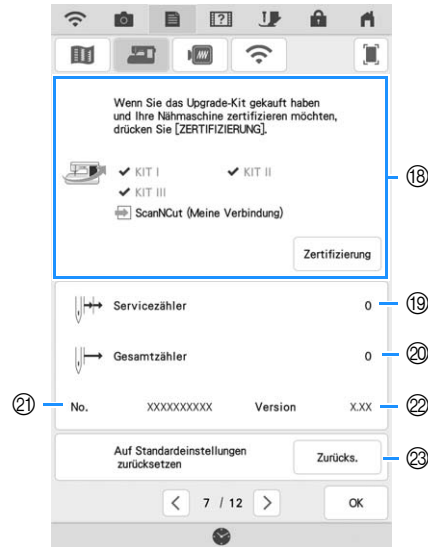 Wenn Sie das Upgrade-Kit gekauft haben
und Ihre Nähmaschine zertifizieren möchten,
drücken Sie [ZERTIFIZIERUNG].
✔ KIT I ✔ KIT II
✔ KIT III
ScanNCut (Meine Verbindung)
⑱
Zertifizierung
Servicezähler 0 ⑲
Gesamtzähler 0 ⑳
㉑ No. XXXXXXXXXX Version X.XX ㉒
Auf Standardeinstellungen
zurücksetzen
Zurücks. ㉓
< 7 / 12 > OK